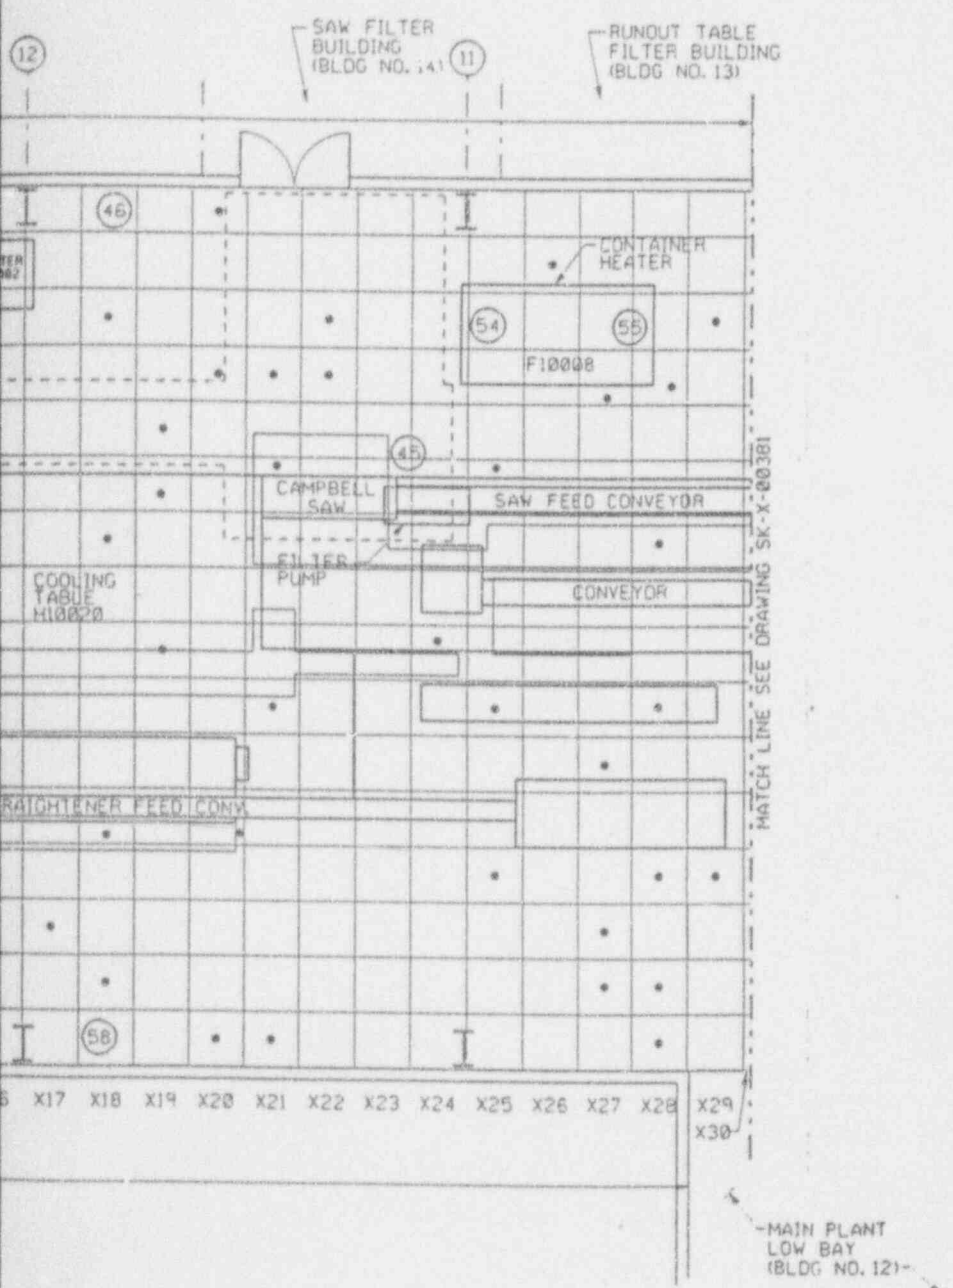 12
SAW FILTER
BUILDING
(BLDG NO. 14)
11
RUNOUT TABLE
FILTER BUILDING
(BLDG NO. 13)
46
CONTAINER
HEATER
54
55
F10008
45
CAMPBELL
SAW
SAW FEED CONVEYOR
FILTER
PUMP
CONVEYOR
COOLING
TABLE
H10020
MATCH LINE SEE DRAWING SK-X-00381
RAIGHTENER FEED CONV.
58
X17 X18 X19 X20 X21 X22 X23 X24 X25 X26 X27 X28 X29
X30
MAIN PLANT
LOW BAY
(BLDG NO. 12)